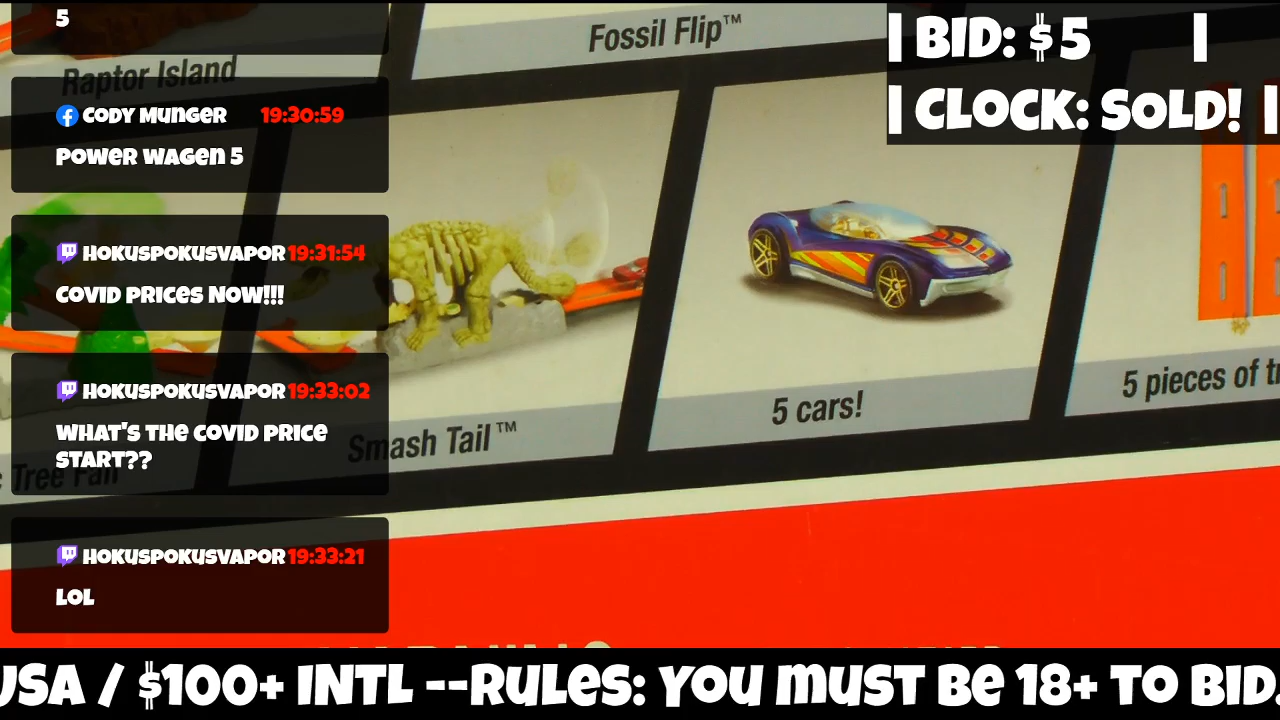 5
Cody Munger 19:30:59
Power wagen 5
HokusPokusVapor 19:31:54
Covid prices now!!!
HokusPokusVapor 19:33:02
What's the covid price
start??
HokusPokusVapor 19:33:21
Lol
Raptor Island
Fossil Flip™
| BID: $5 |
| CLOCK: SOLD! |
Tree Fall
Smash Tail™
5 cars!
5 pieces of
USA / $100+ INTL --Rules: You must be 18+ to bid.